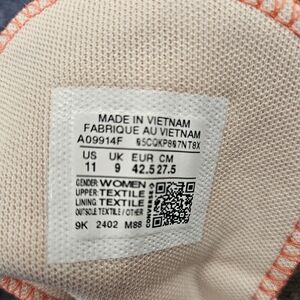 MADE IN VIETNAM
FABRIQUE AU VIETNAM
A09914F 05CQKP807NT8X
US UK EUR CM
11 9 42.5 27.5
GENDER WOMEN
UPPER TEXTILE
LINING TEXTILE
OUTSOLE TEXTILE / OTHER
CONVERSE
9K 2402 M88